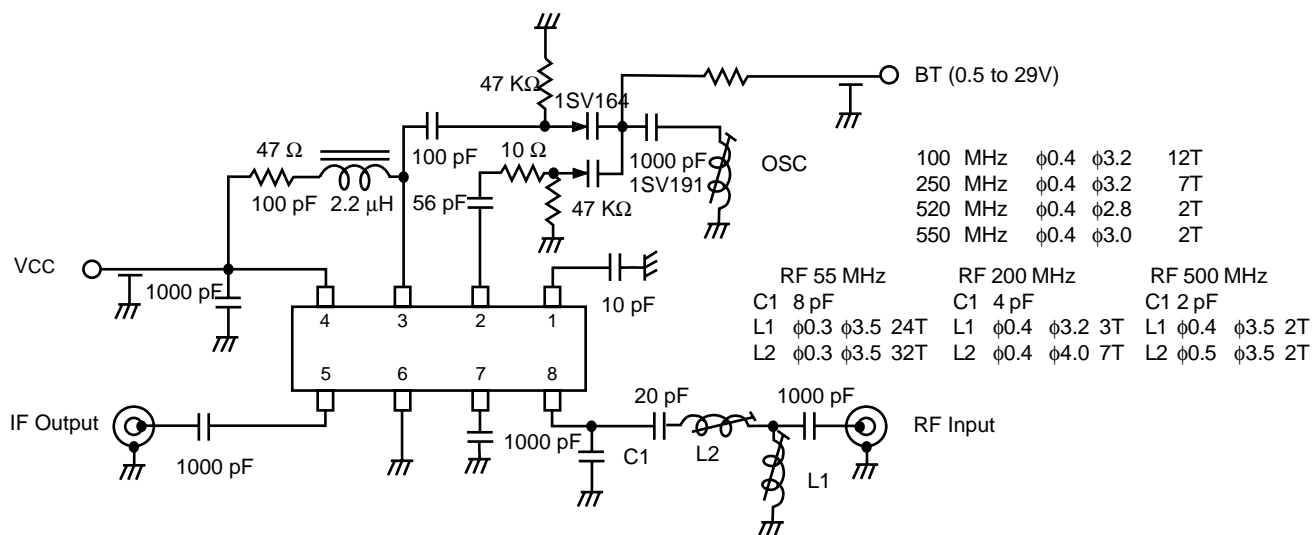 BT (0.5 to 29V)
47 KΩ
1SV164
47 Ω
100 pF
10 Ω
1000 pF
1SV191
OSC
100 pF
2.2 µH
56 pF
47 KΩ
100 MHz φ0.4 φ3.2 12T
250 MHz φ0.4 φ3.2 7T
520 MHz φ0.4 φ2.8 2T
550 MHz φ0.4 φ3.0 2T
VCC
1000 pF
10 pF
4 3 2 1
5 6 7 8
RF 55 MHz RF 200 MHz RF 500 MHz
C1 8 pF C1 4 pF C1 2 pF
L1 φ0.3 φ3.5 24T L1 φ0.4 φ3.2 3T L1 φ0.4 φ3.5 2T
L2 φ0.3 φ3.5 32T L2 φ0.4 φ4.0 7T L2 φ0.5 φ3.5 2T
20 pF
1000 pF
IF Output
1000 pF
1000 pF
C1
L2
L1
RF Input